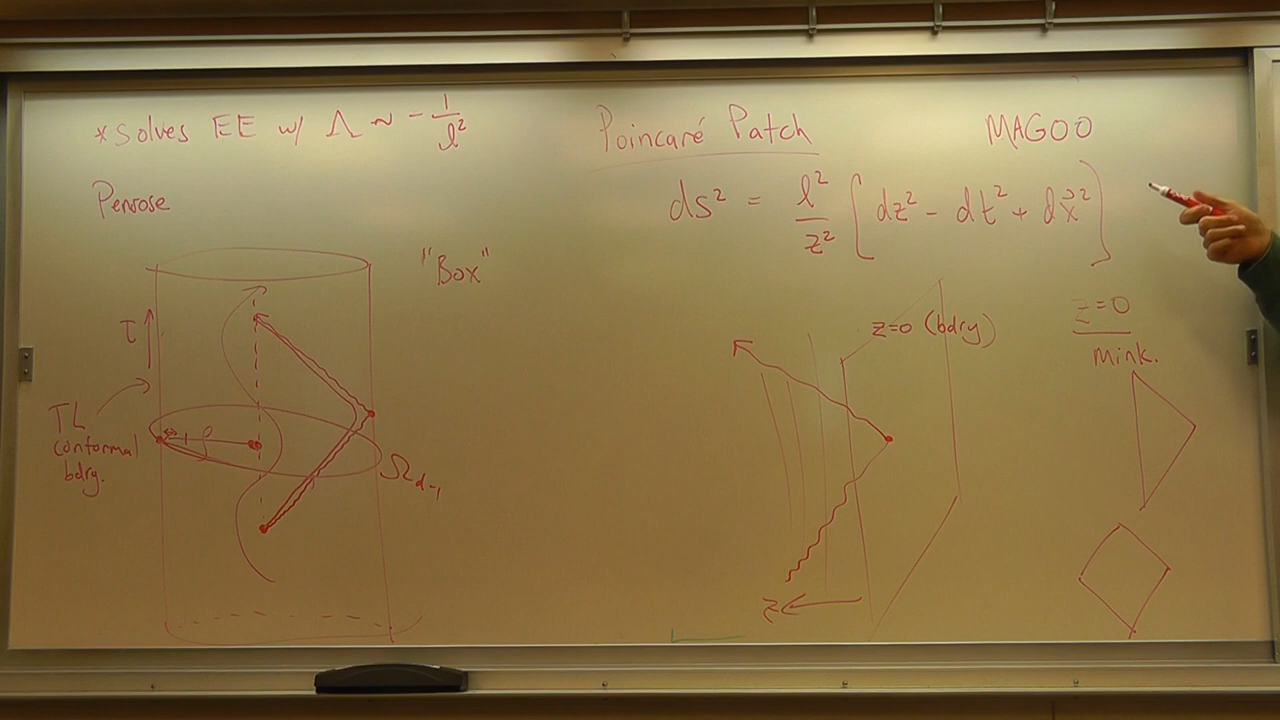 *Solves EE w/ Λ ~ -1/l²
Penrose
"Box"
τ
TL
conformal
bdry.
ρ
Ω_{d-1}
Poincaré Patch
MAGOO
ds² = l²/z² [dz² - dt² + dx⃗²]
z=0 (bdry)
z
z=0
mink.